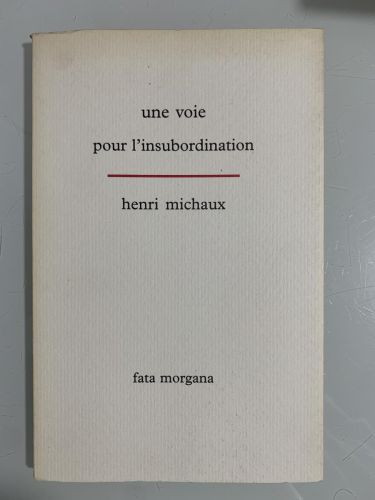 une voie
pour l'insubordination
henri michaux
fata morgana